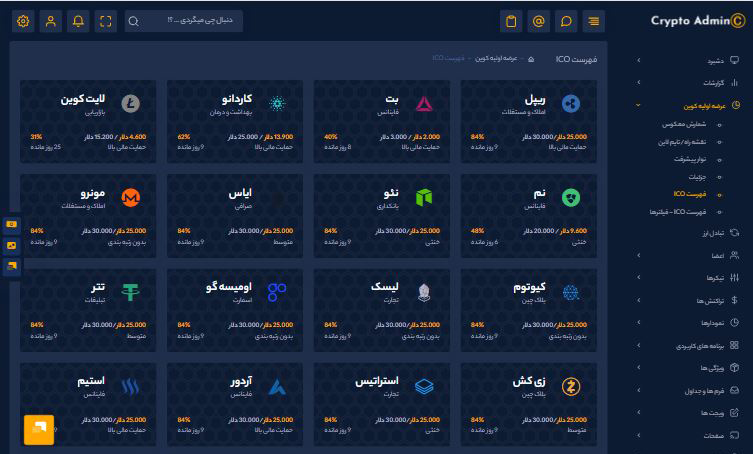 Crypto Admin
دنبال چی میگردی ... ؟!
دشبرد
گزارشات
عرضه اولیه کوین
شمارش معکوس
نقشه راه/تایم لاین
نوار پیشرفت
جزئیات
فهرست ICO
فهرست ICO – فیلترها
تبادل ارز
اعضا
تیکرها
تراکنش ها
نمودارها
برنامه های کاربردی
ویژگی ها
فرم ها و جداول
ویجت ها
صفحات
فهرست ICO
عرضه اولیه کوین - فهرست ICO
ریپل
املاک و مستغلات
25.000 دلار / 30.000 دلار 84%
حمایت مالی بالا 9 روز مانده
بت
فاینانس
2.000 دلار / 3.000 دلار 40%
حمایت مالی بالا 8 روز مانده
کاردانو
بهداشت و درمان
13.900 دلار / 25.000 دلار 62%
حمایت مالی بالا 9 روز مانده
لایت کوین
بازاریابی
4.600 دلار / 15.200 دلار 31%
حمایت مالی بالا 25 روز مانده
نم
فاینانس
9.600 دلار / 20.000 دلار 48%
خنثی 6 روز مانده
نئو
بانکداری
25.000 دلار/ 30.000 دلار 84%
خنثی 9 روز مانده
ایاس
صرافی
25.000 دلار/ 30.000 دلار 84%
متوسط 9 روز مانده
مونرو
املاک و مستغلات
25.000 دلار/ 30.000 دلار 84%
بدون رتبه بندی 9 روز مانده
کیوتوم
بلاک چین
25.000 دلار/ 30.000 دلار 84%
بدون رتبه بندی 9 روز مانده
لیسک
تجارت
25.000 دلار/ 30.000 دلار 84%
بدون رتبه بندی 9 روز مانده
اومیسه گو
اسمارت
25.000 دلار/ 30.000 دلار 84%
بدون رتبه بندی 9 روز مانده
تتر
تبلیغات
25.000 دلار/ 30.000 دلار 84%
متوسط 9 روز مانده
زی کش
بلاک چین
25.000 دلار/ 30.000 دلار 84%
متوسط 9 روز مانده
استراتیس
تجارت
25.000 دلار/ 30.000 دلار 84%
خنثی 9 روز مانده
آردور
فاینانس
25.000 دلار/ 30.000 دلار 84%
حمایت مالی بالا 9 روز مانده
استیم
فاینانس
25.000 دلار/ 30.000 دلار 84%
حمایت مالی بالا 9